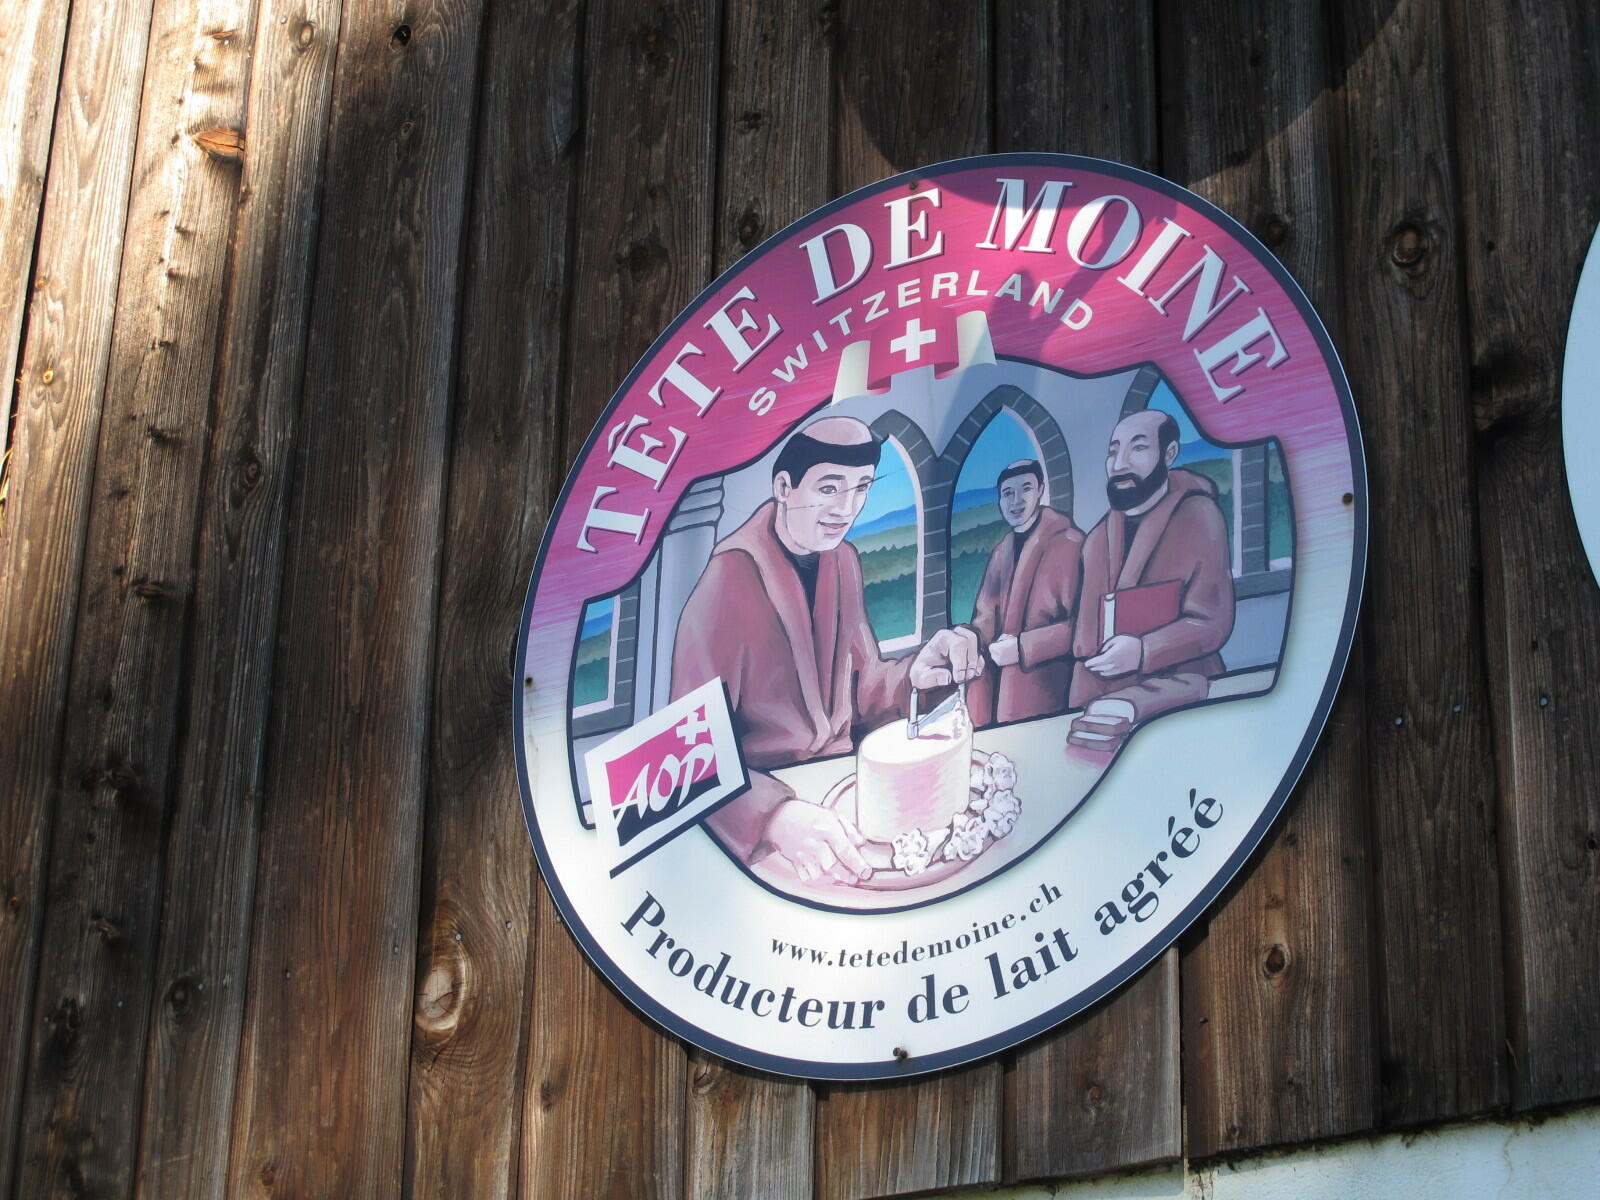 TÊTE DE MOINE
SWITZERLAND
AOP
www.tetedemoine.ch
Producteur de lait agréé